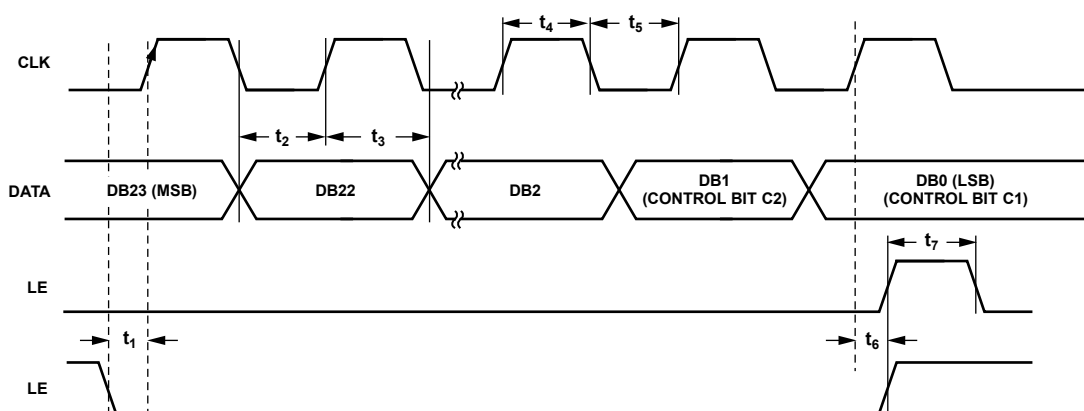 t4
t5
CLK
t2
t3
DATA
DB23 (MSB)
DB22
DB2
DB1
(CONTROL BIT C2)
DB0 (LSB)
(CONTROL BIT C1)
t7
LE
t1
t6
LE